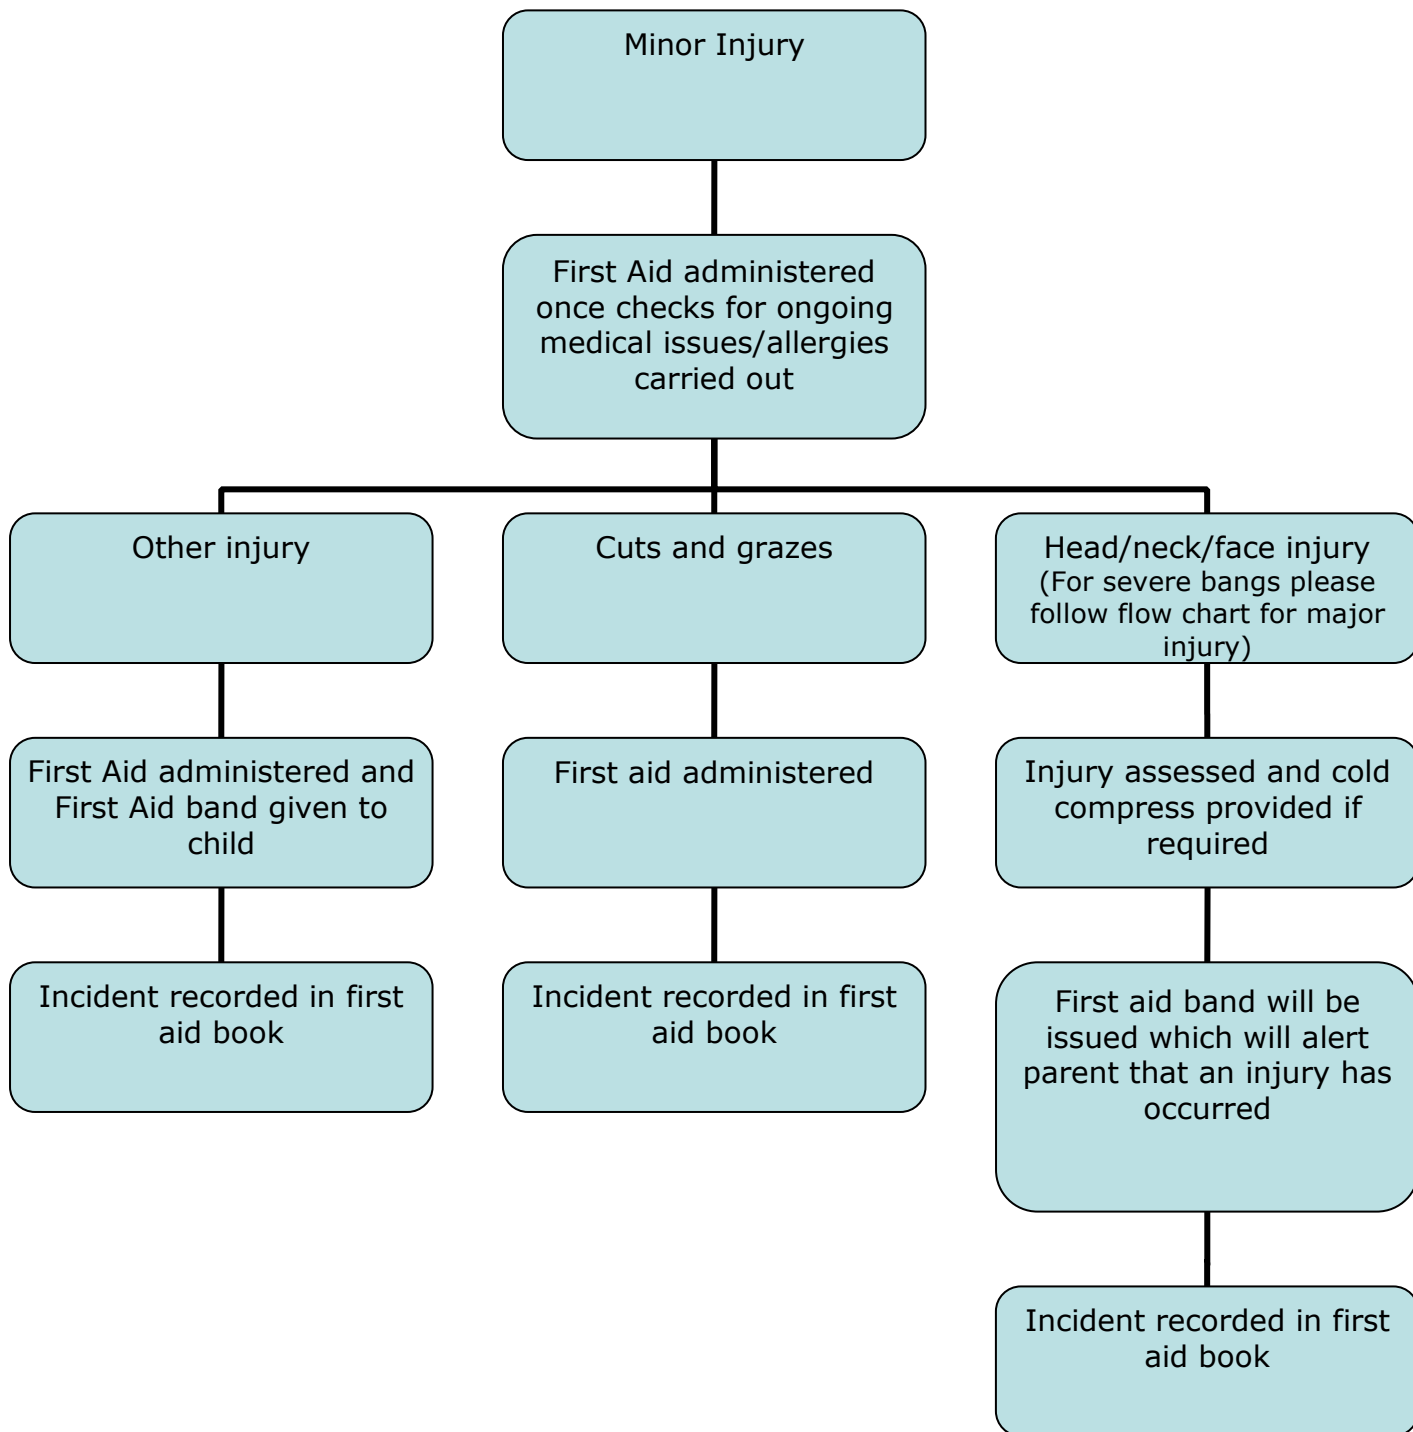 Minor Injury
First Aid administered
once checks for ongoing
medical issues/allergies
carried out
Other injury
Cuts and grazes
Head/neck/face injury
(For severe bangs please
follow flow chart for major
injury)
First Aid administered and
First Aid band given to
child
First aid administered
Injury assessed and cold
compress provided if
required
Incident recorded in first
aid book
Incident recorded in first
aid book
First aid band will be
issued which will alert
parent that an injury has
occurred
Incident recorded in first
aid book